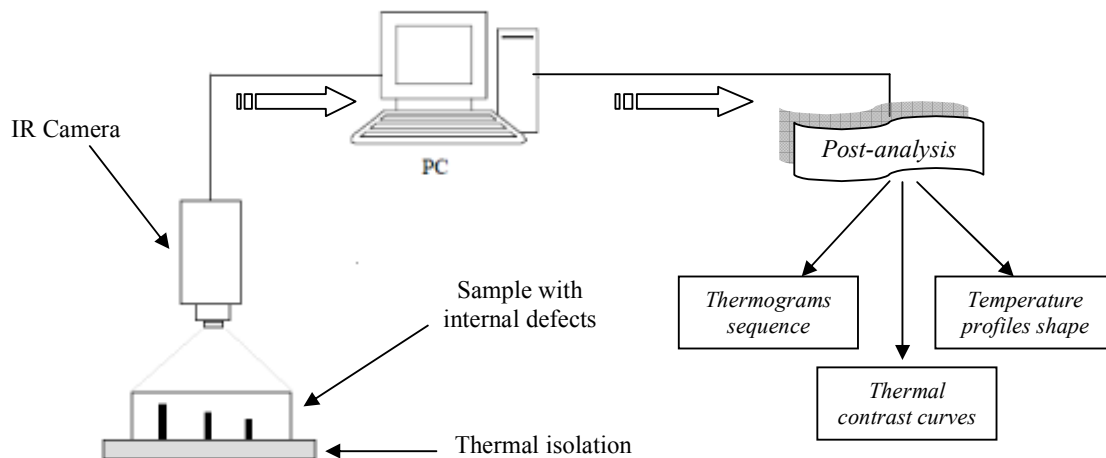 IR Camera
PC
Post-analysis
Sample with
internal defects
Thermal isolation
Thermograms
sequence
Temperature
profiles shape
Thermal
contrast curves